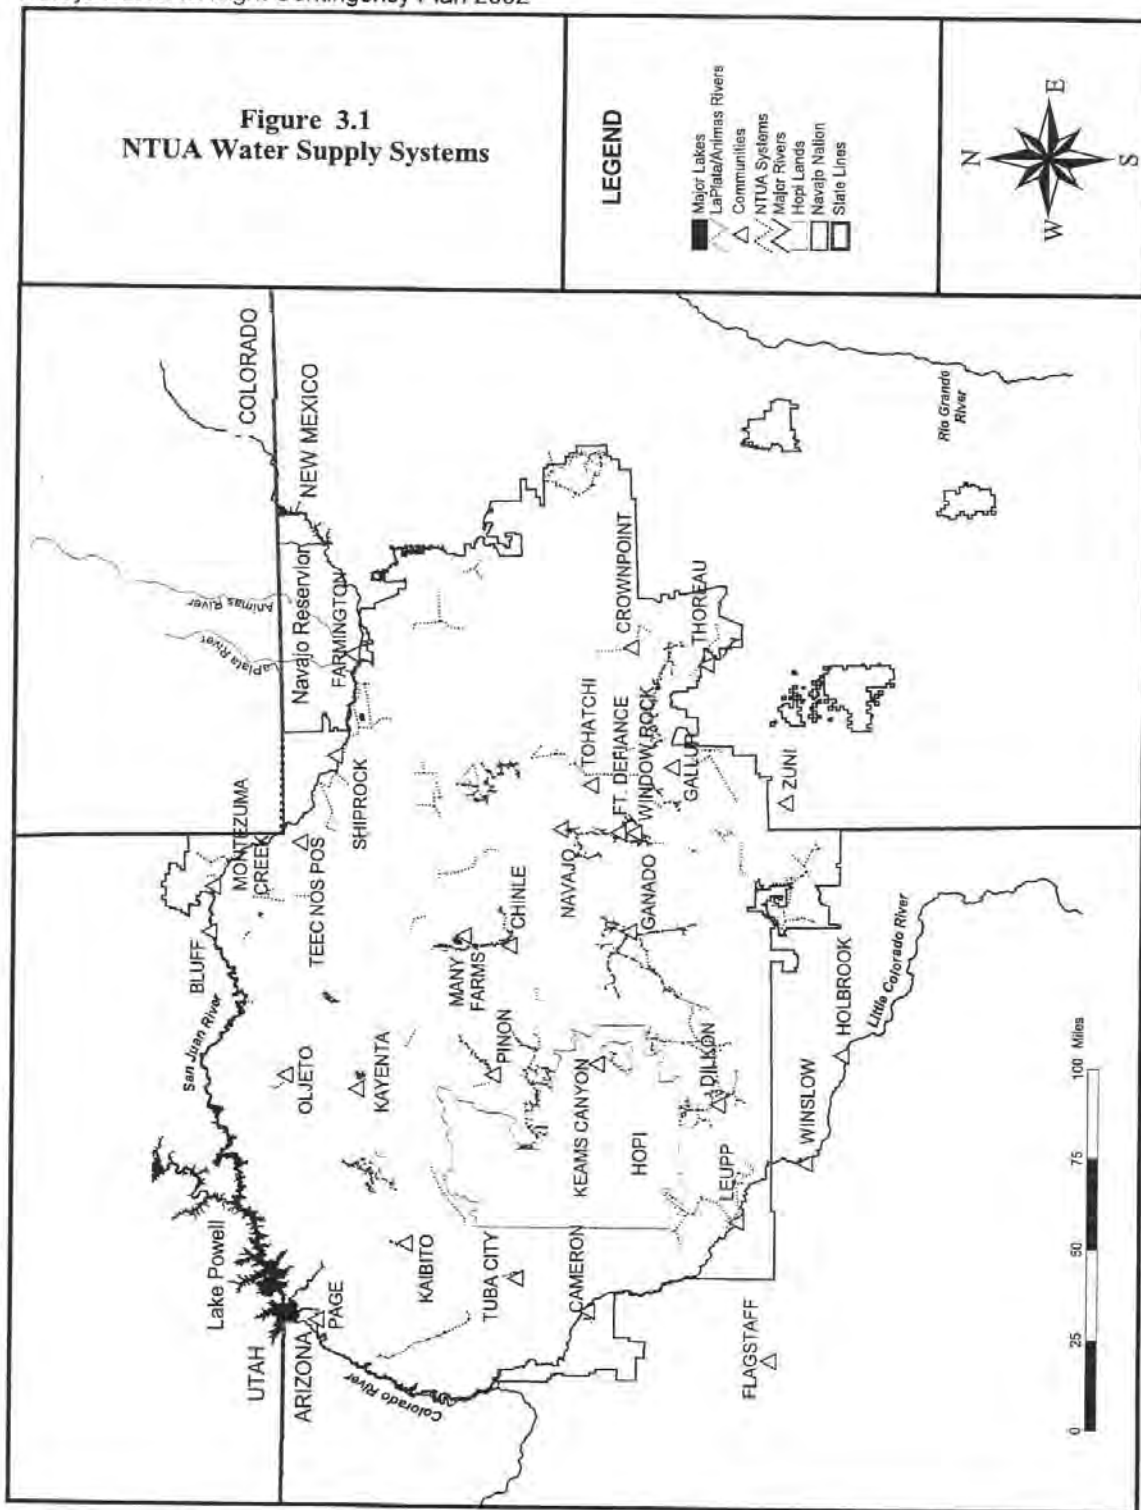 Contingency Plan 2002
Figure 3.1
NTUA Water Supply Systems
LEGEND
Major Lakes
LaPlata/Animas Rivers
Communities
NTUA Systems
Major Rivers
Hopi Lands
Navajo Nation
State Lines
N
E
S
W
COLORADO
NEW MEXICO
UTAH
ARIZONA
Lake Powell
Navajo Reservior
Animas River
LaPlata River
San Juan River
Colorado River
Little Colorado River
Rio Grande
River
PAGE
BLUFF
MONTEZUMA
CREEK
TEEC NOS POS
SHIPROCK
FARMINGTON
OLJETO
KAYENTA
KAIBITO
TUBA CITY
CAMERON
MANY
FARMS
CHINLE
PINON
KEAMS CANYON
HOPI
NAVAJO
TOHATCHI
FT. DEFIANCE
WINDOW ROCK
GANADO
GALLUP
CROWNPOINT
THOREAU
ZUNI
DILKON
LEUPP
FLAGSTAFF
WINSLOW
HOLBROOK
0
25
50
75
100
Miles